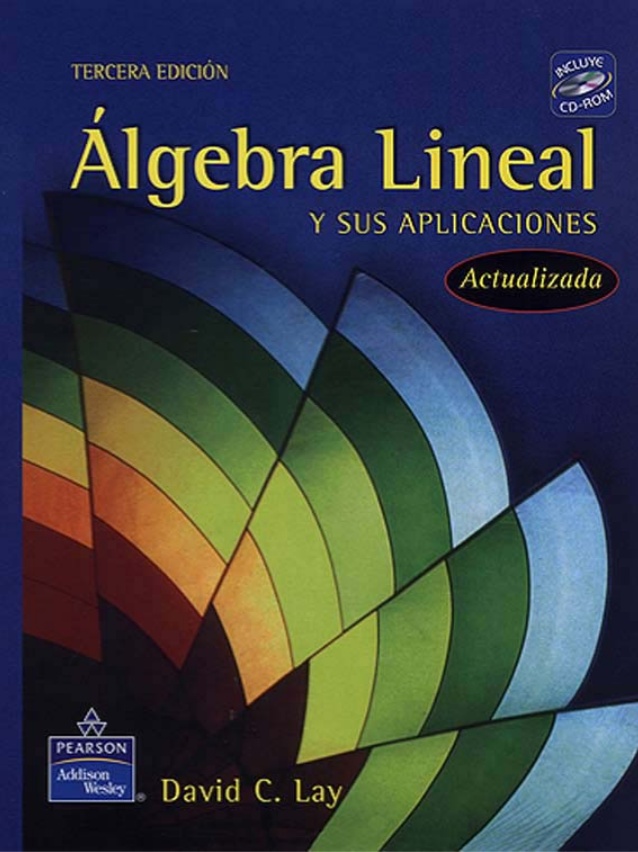 TERCERA EDICIÓN
INCLUYE
CD-ROM
Álgebra Lineal
Y SUS APLICACIONES
Actualizada
PEARSON
Addison
Wesley
®
David C. Lay